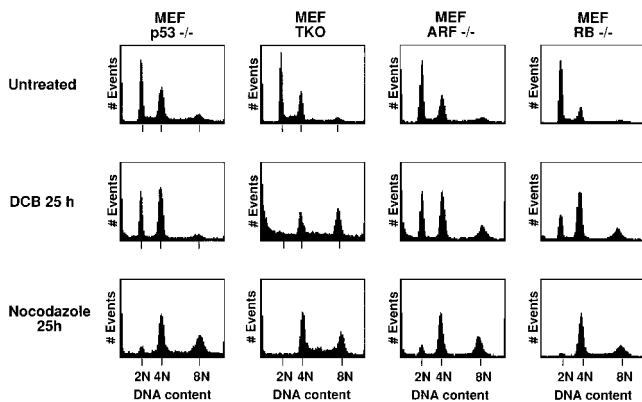 MEF p53 -/-
MEF TKO
MEF ARF -/-
MEF RB -/-
Untreated
# Events
# Events
# Events
# Events
DCB 25 h
# Events
# Events
# Events
# Events
Nocodazole
25h
# Events
# Events
# Events
# Events
2N 4N 8N
2N 4N 8N
2N 4N 8N
2N 4N 8N
DNA content
DNA content
DNA content
DNA content